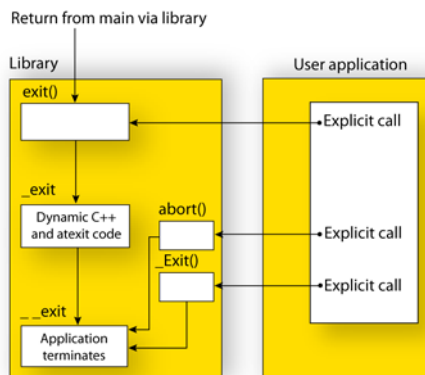 Return from main via library
Library
User application
exit()
Explicit call
_exit
Dynamic C++
and atexit code
abort()
Explicit call
_Exit()
Explicit call
_ _exit
Application
terminates